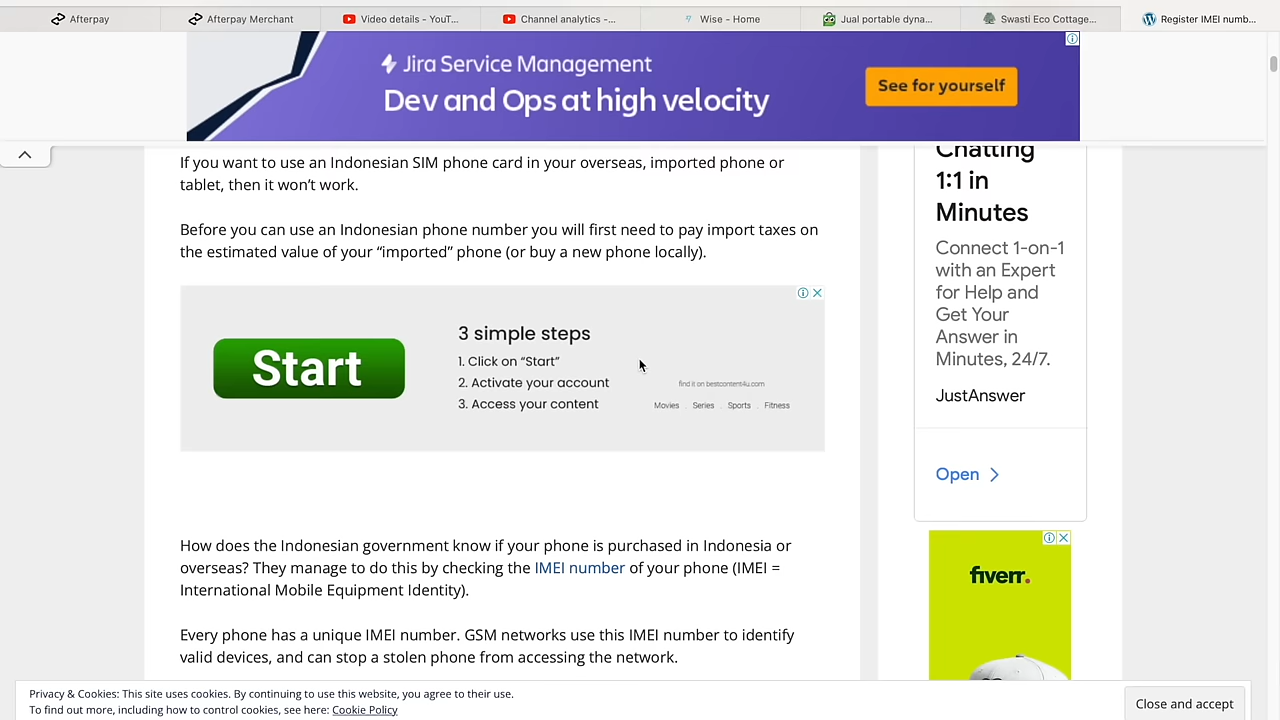 Afterpay
Afterpay Merchant
Video details - YouT...
Channel analytics -...
Wise - Home
Jual portable dyna...
Swasti Eco Cottage...
Register IMEI numb...
Jira Service Management
Dev and Ops at high velocity
See for yourself
If you want to use an Indonesian SIM phone card in your overseas, imported phone or
tablet, then it won’t work.
Before you can use an Indonesian phone number you will first need to pay import taxes on
the estimated value of your “imported” phone (or buy a new phone locally).
Start
3 simple steps
1. Click on “Start”
2. Activate your account
3. Access your content
find it on bestcontent4u.com
Movies . Series . Sports . Fitness
How does the Indonesian government know if your phone is purchased in Indonesia or
overseas? They manage to do this by checking the IMEI number of your phone (IMEI =
International Mobile Equipment Identity).
Every phone has a unique IMEI number. GSM networks use this IMEI number to identify
valid devices, and can stop a stolen phone from accessing the network.
Chatting
1:1 in
Minutes
Connect 1-on-1
with an Expert
for Help and
Get Your
Answer in
Minutes, 24/7.
JustAnswer
Open
fiverr.
Privacy & Cookies: This site uses cookies. By continuing to use this website, you agree to their use.
To find out more, including how to control cookies, see here: Cookie Policy
Close and accept